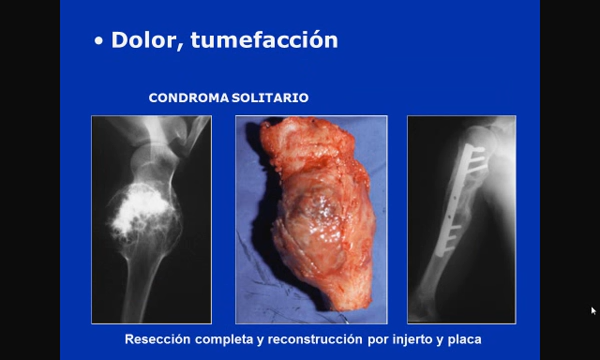 • Dolor, tumefacción
CONDROMA SOLITARIO
Resección completa y reconstrucción por injerto y placa